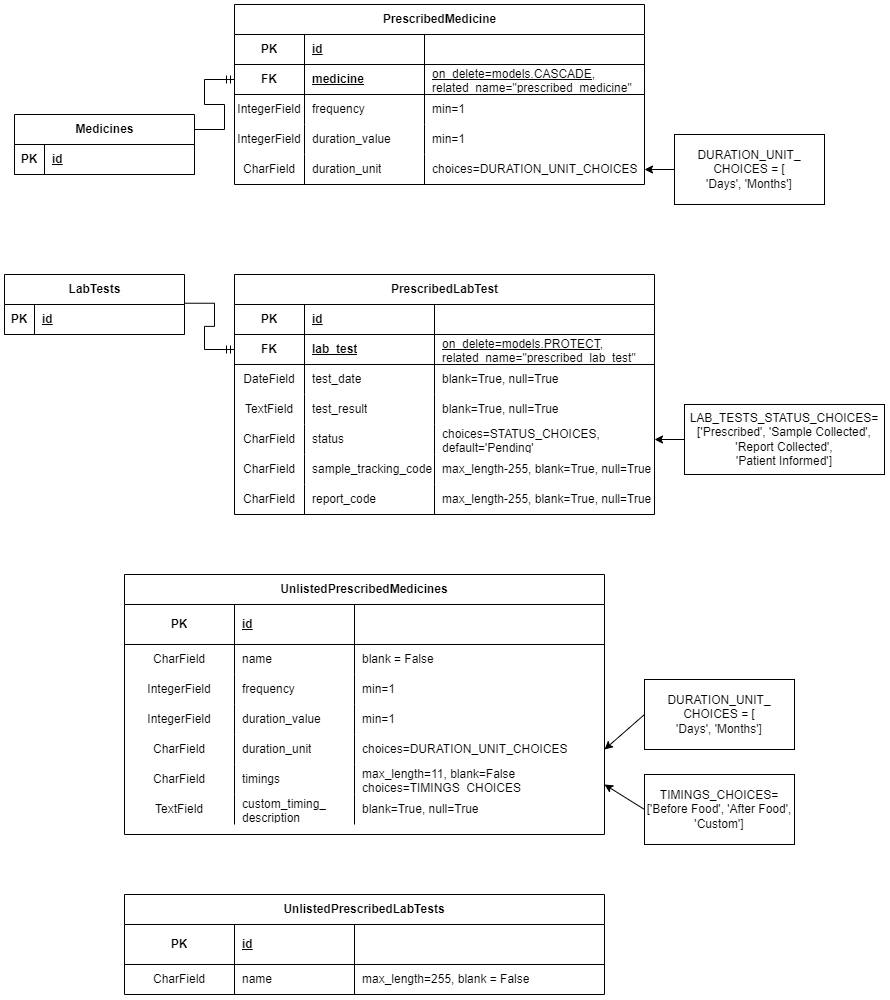 PrescribedMedicine
PK id
FK medicine on_delete=models.CASCADE,
related_name="prescribed_medicine"
IntegerField frequency min=1
IntegerField duration_value min=1
CharField duration_unit choices=DURATION_UNIT_CHOICES
Medicines
PK id
DURATION_UNIT_
CHOICES = [
'Days', 'Months']
LabTests
PK id
PrescribedLabTest
PK id
FK lab_test on_delete=models.PROTECT,
related_name="prescribed_lab_test"
DateField test_date blank=True, null=True
TextField test_result blank=True, null=True
CharField status choices=STATUS_CHOICES,
default='Pending'
CharField sample_tracking_code max_length-255, blank=True, null=True
CharField report_code max_length-255, blank=True, null=True
LAB_TESTS_STATUS_CHOICES=
['Prescribed', 'Sample Collected',
'Report Collected',
'Patient Informed']
UnlistedPrescribedMedicines
PK id
CharField name blank = False
IntegerField frequency min=1
IntegerField duration_value min=1
CharField duration_unit choices=DURATION_UNIT_CHOICES
CharField timings max_length=11, blank=False
choices=TIMINGS_CHOICES
TextField custom_timing_ blank=True, null=True
description
DURATION_UNIT_
CHOICES = [
'Days', 'Months']
TIMINGS_CHOICES=
['Before Food', 'After Food',
'Custom']
UnlistedPrescribedLabTests
PK id
CharField name max_length=255, blank = False